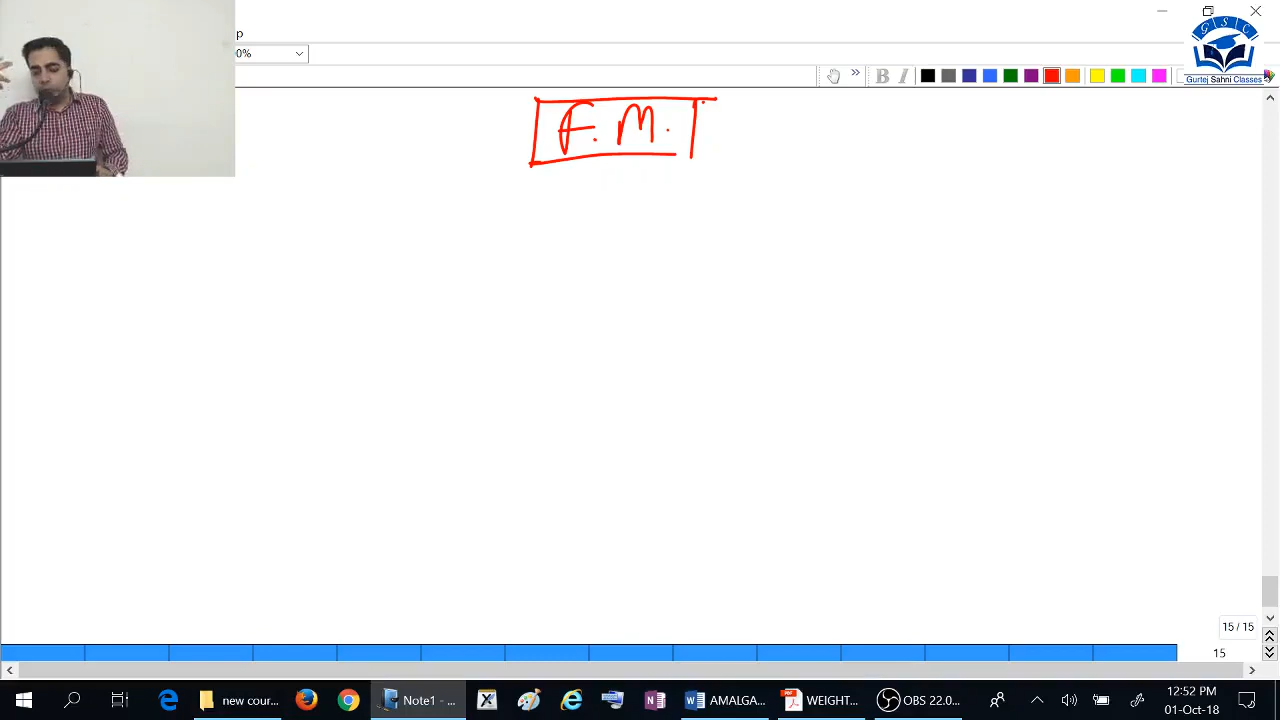 p
0%
B I
G S C
Gurtej Sahni Classes
F. M.
15 / 15
15
new cour...
Note1 - ...
AMALGA...
WEIGHT...
OBS 22.0...
12:52 PM
01-Oct-18